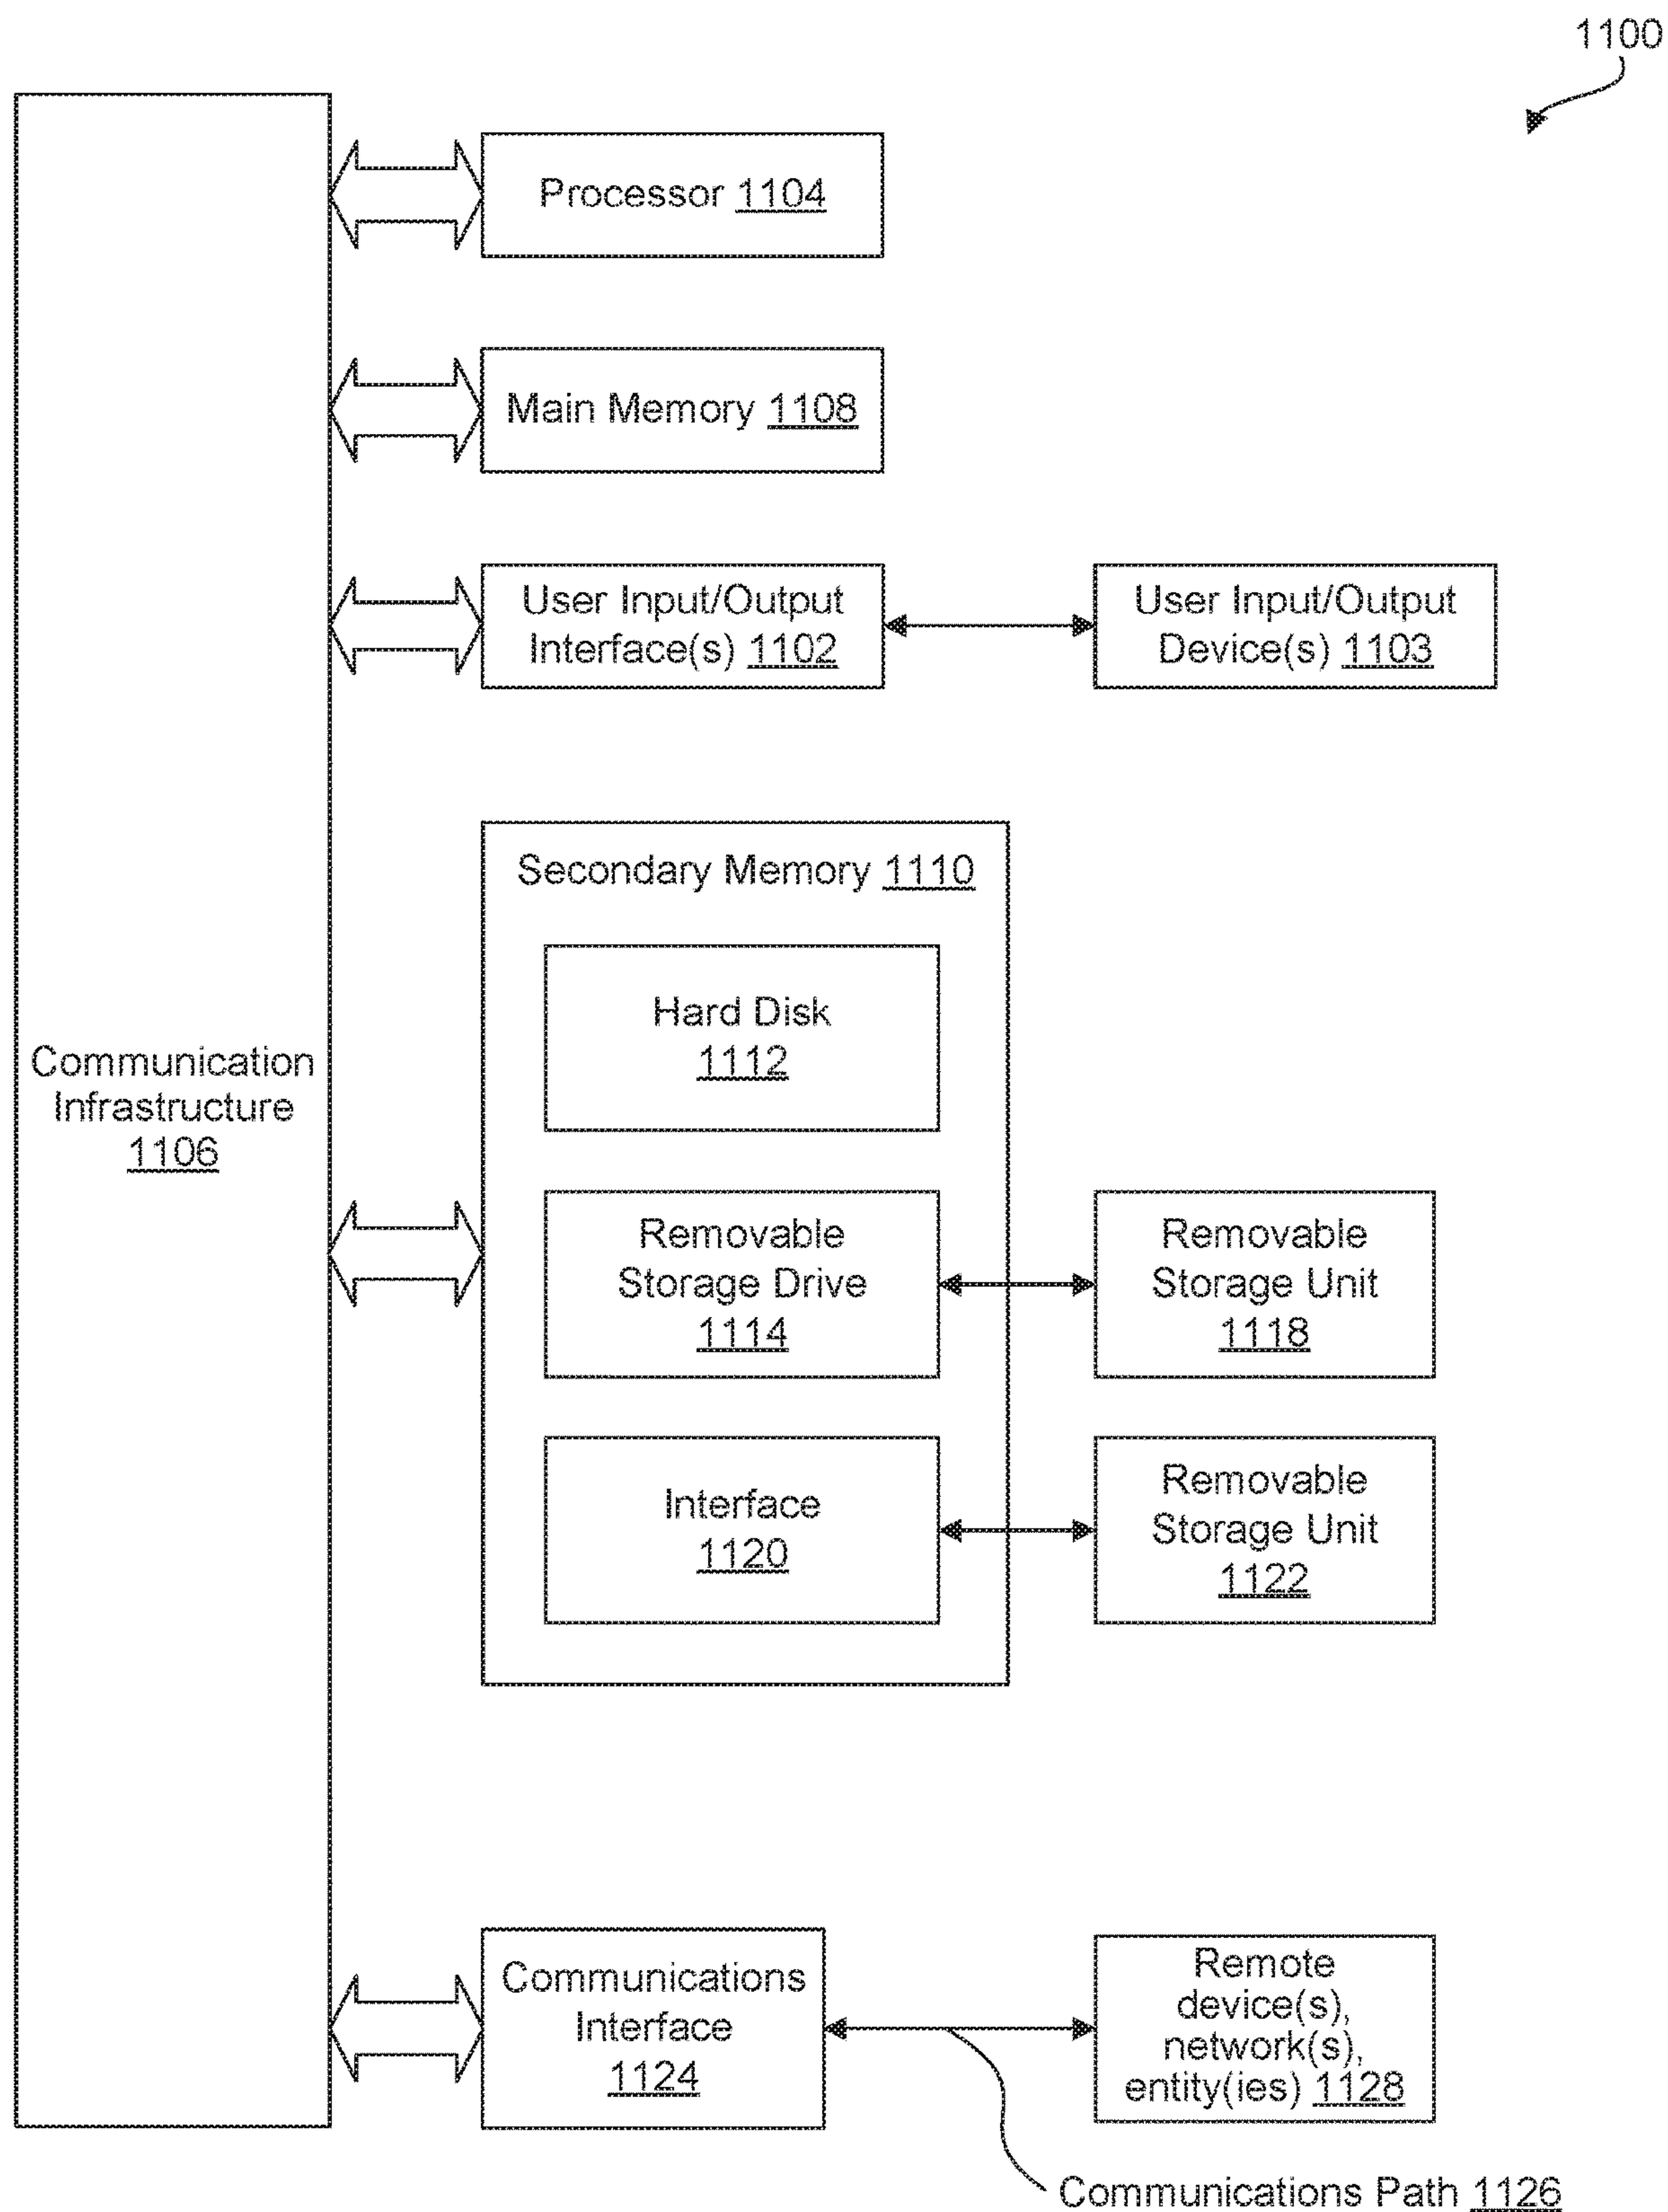 1100
Processor 1104
Main Memory 1108
User Input/Output
Interface(s) 1102
User Input/Output
Device(s) 1103
Secondary Memory 1110
Hard Disk
1112
Communication
Infrastructure
1106
Removable
Storage Drive
1114
Removable
Storage Unit
1118
Interface
1120
Removable
Storage Unit
1122
Communications
Interface
1124
Remote
device(s),
network(s),
entity(ies) 1128
Communications Path 1126